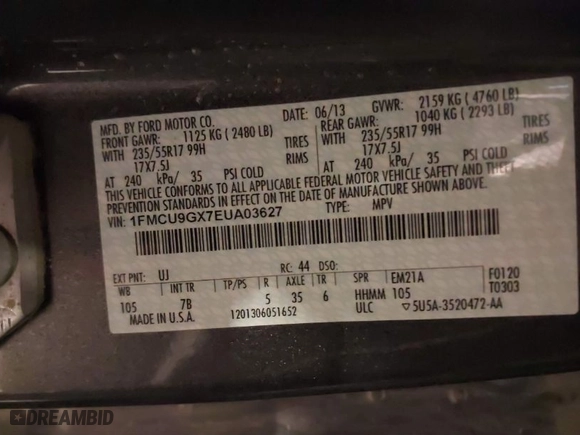 MFD. BY FORD MOTOR CO.
DATE: 06/13 GVWR: 2159 KG ( 4760 LB)
FRONT GAWR: 1125 KG ( 2480 LB) REAR GAWR: 1040 KG ( 2293 LB)
WITH 235/55R17 99H TIRES WITH 235/55R17 99H TIRES
17X7.5J RIMS 17X7.5J RIMS
AT 240 kPa/ 35 PSI COLD AT 240 kPa/ 35 PSI COLD
THIS VEHICLE CONFORMS TO ALL APPLICABLE FEDERAL MOTOR VEHICLE SAFETY AND THEFT
PREVENTION STANDARDS IN EFFECT ON THE DATE OF MANUFACTURE SHOWN ABOVE.
VIN: 1FMCU9GX7EUA03627 TYPE: MPV
EXT PNT: UJ RC: 44 DSO:
WB INT TR TP/PS R AXLE TR SPR EM21A F0120
105 7B 5 35 6 HHMM 105 T0303
MADE IN U.S.A. 1201306051652 ULC 5U5A-3520472-AA
DREAMBID